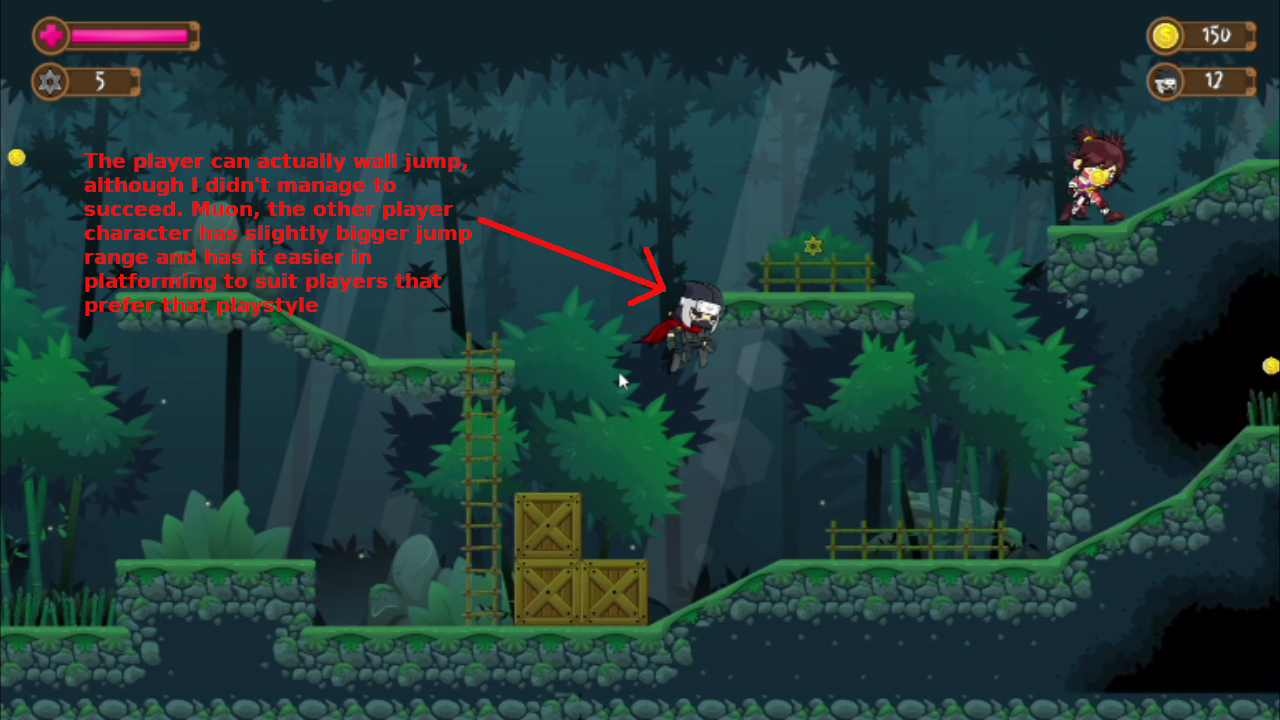 150
5
12
The player can actually wall jump,
although I didn't manage to
succeed. Muon, the other player
character has slightly bigger jump
range and has it easier in
platforming to suit players that
prefer that playstyle